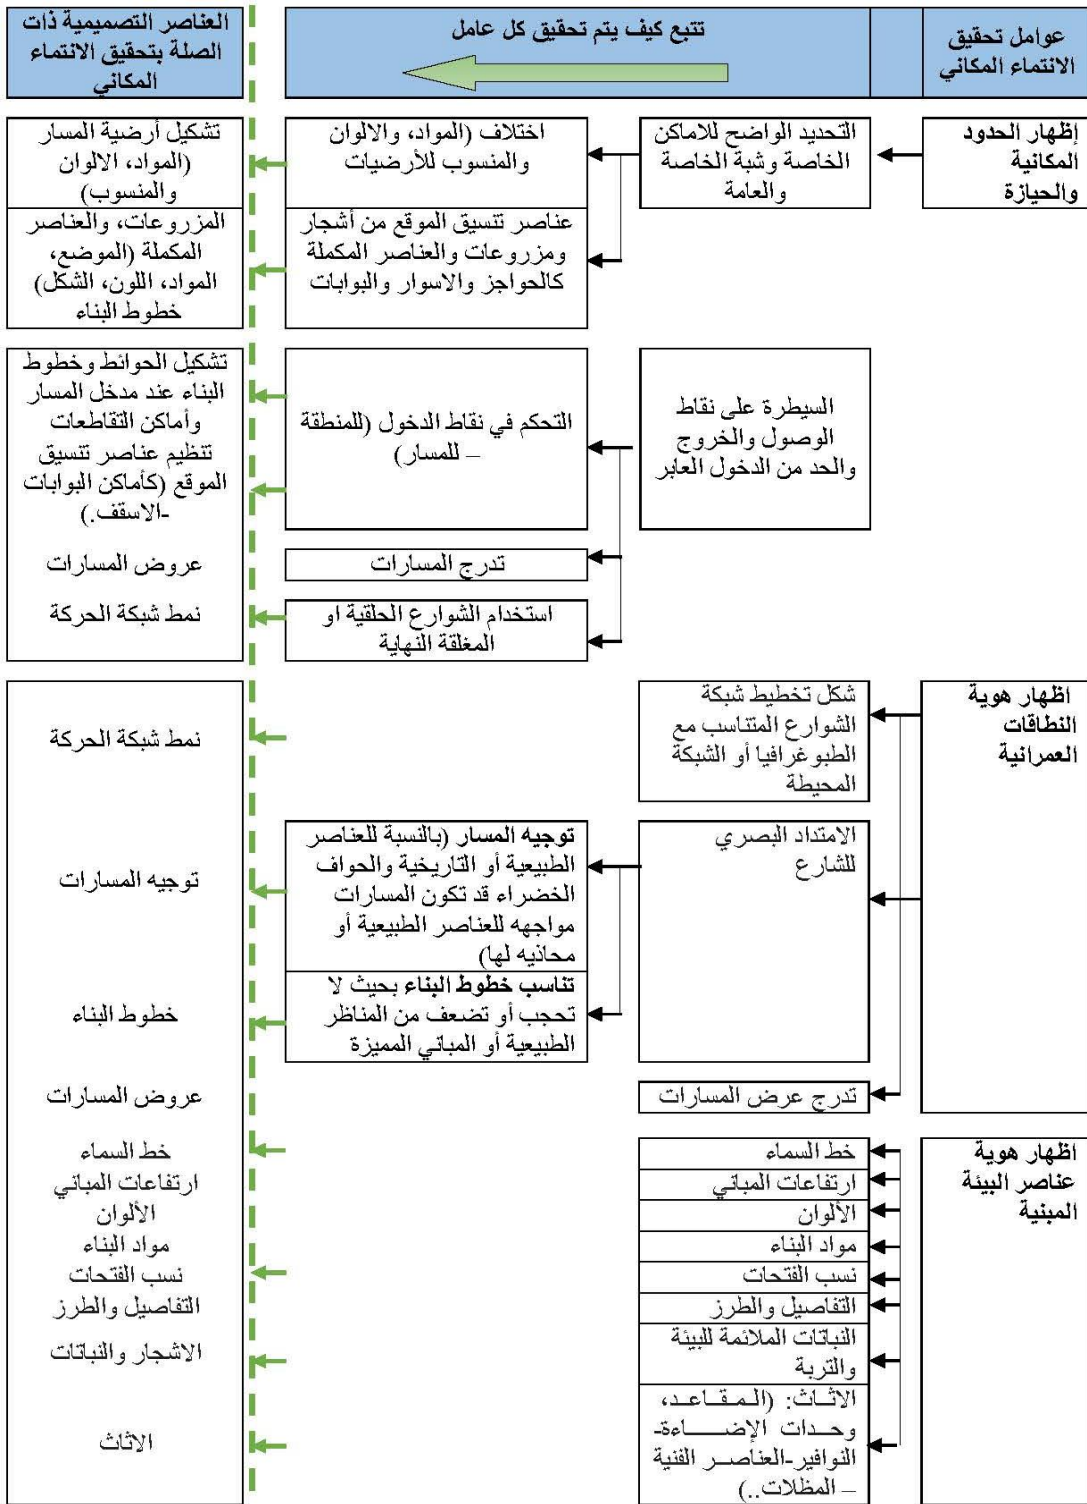 عوامل تحقيق
الانتماء المكاني
تتبع كيف يتم تحقيق كل عامل
العناصر التصميمية ذات
الصلة بتحقيق الانتماء
المكاني
إظهار الحدود
المكانية
والحيازة
التحديد الواضح للاماكن
الخاصة وشبة الخاصة
والعامة
اختلاف (المواد، والالوان
والمنسوب للأرضيات
تشكيل أرضية المسار
(المواد، الالوان
والمنسوب)
عناصر تنسيق الموقع من أشجار
ومزروعات والعناصر المكملة
كالحواجز والاسوار والبوابات
المزروعات، والعناصر
المكملة (الموضع،
المواد، اللون، الشكل)
خطوط البناء
السيطرة على نقاط
الوصول والخروج
والحد من الدخول العابر
التحكم في نقاط الدخول (للمنطقة
– للمسار)
تشكيل الحوائط وخطوط
البناء عند مدخل المسار
وأماكن التقاطعات
تنظيم عناصر تنسيق
الموقع (كأماكن البوابات
-الاسقف.)
تدرج المسارات
عروض المسارات
استخدام الشوارع الحلقية او
المغلقة النهاية
نمط شبكة الحركة
اظهار هوية
النطاقات
العمرانية
شكل تخطيط شبكة
الشوارع المتناسب مع
الطبوغرافيا أو الشبكة
المحيطة
نمط شبكة الحركة
الامتداد البصري
للشارع
توجيه المسار (بالنسبة للعناصر
الطبيعية أو التاريخية والحواف
الخضراء قد تكون المسارات
مواجهه للعناصر الطبيعية أو
محاذيه لها)
توجيه المسارات
تناسب خطوط البناء بحيث لا
تحجب أو تضعف من المناظر
الطبيعية أو المباني المميزة
خطوط البناء
تدرج عرض المسارات
عروض المسارات
اظهار هوية
عناصر البيئة
المبنية
خط السماء
خط السماء
ارتفاعات المباني
ارتفاعات المباني
الألوان
الألوان
مواد البناء
مواد البناء
نسب الفتحات
نسب الفتحات
التفاصيل والطرز
التفاصيل والطرز
النباتات الملائمة للبيئة
والتربة
الاشجار والنباتات
الاثاث: (المقاعد،
وحدات الإضاءة-
النوافير-العناصر الفنية
– المظلات..)
الاثاث